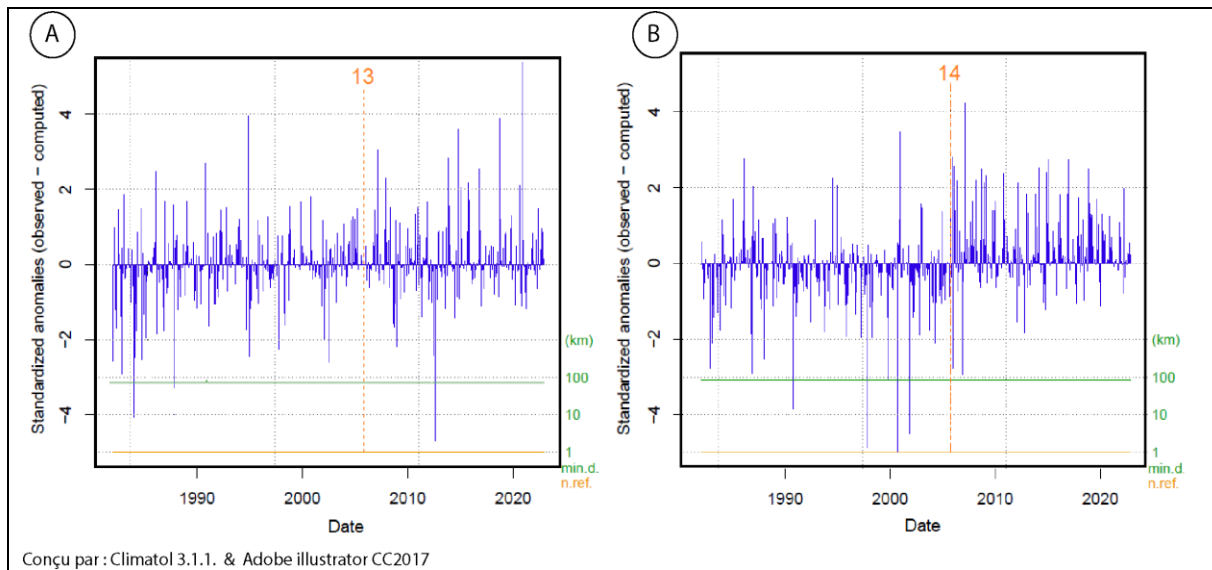 A
B
13
14
Standardized anomalies (observed − computed)
4
2
0
−2
−4
(km)
100
10
1
min.d.
n.ref.
1990
2000
2010
2020
Date
Standardized anomalies (observed − computed)
4
2
0
−2
−4
(km)
100
10
1
min.d.
n.ref.
1990
2000
2010
2020
Date
Conçu par : Climatol 3.1.1. & Adobe illustrator CC2017